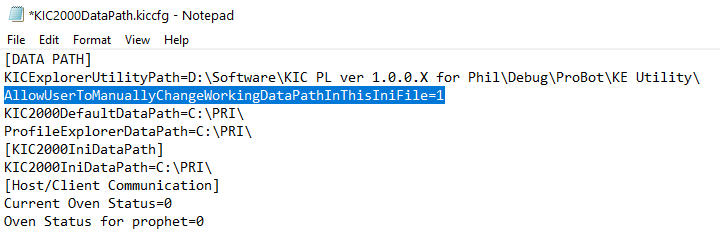 *KIC2000DataPath.kiccfg - Notepad
File Edit Format View Help
[DATA PATH]
KICExplorerUtilityPath=D:\Software\KIC PL ver 1.0.0.X for Phil\Debug\ProBot\KE Utility\
AllowUserToManuallyChangeWorkingDataPathInThisIniFile=1
KIC2000DefaultDataPath=C:\PRI\
ProfileExplorerDataPath=C:\PRI\
[KIC2000IniDataPath]
KIC2000IniDataPath=C:\PRI\
[Host/Client Communication]
Current Oven Status=0
Oven Status for prophet=0